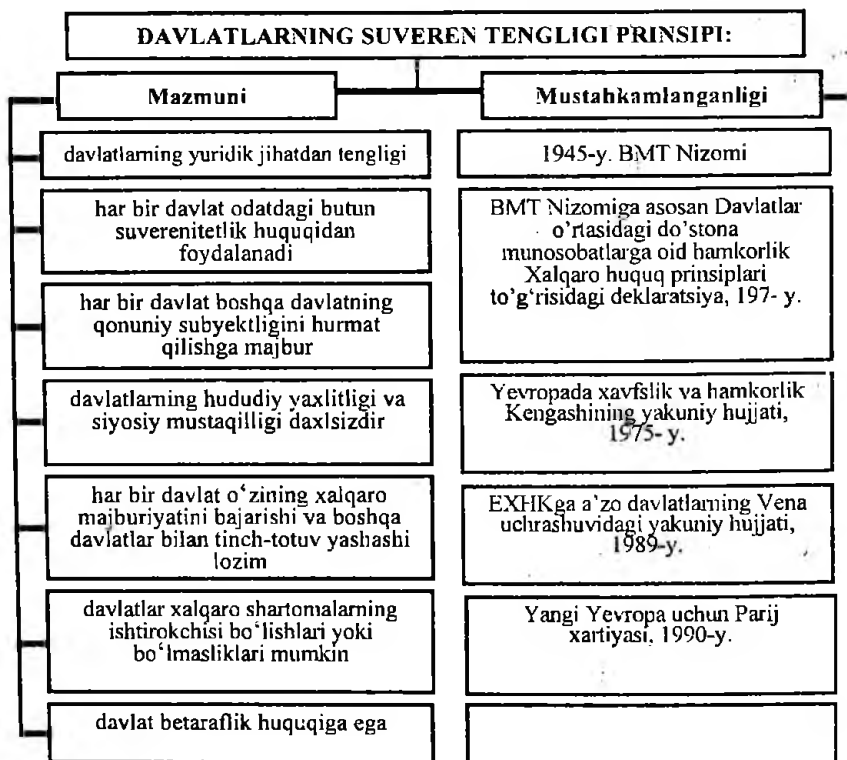 DAVLATLARNING SUVEREN TENGLIGI PRINSIPI:
Mazmuni
davlatlarning yuridik jihatdan tengligi
har bir davlat odatdagi butun
suverenitetlik huquqidan
foydalanadi
har bir davlat boshqa davlatning
qonuniy subyektligini hurmat
qilishga majbur
davlatlarning hududiy yaxlitligi va
siyosiy mustaqilligi daxlsizdir
har bir davlat o‘zining xalqaro
majburiyatini bajarishi va boshqa
davlatlar bilan tinch-totuv yashashi
lozim
davlatlar xalqaro shartomalarning
ishtirokchisi bo‘lishlari yoki
bo‘lmasliklari mumkin
davlat betaraflik huquqiga ega
Mustahkamlanganligi
1945-y. BMT Nizomi
BMT Nizomiga asosan Davlatlar
o’rtasidagi do’stona
munosobatlarga oid hamkorlik
Xalqaro huquq prinsiplari
to’g‘risidagi deklaratsiya, 197- y.
Yevropada xavfslik va hamkorlik
Kengashining yakuniy hujjati,
1975- y.
EXHKga a’zo davlatlarning Vena
uchrashuvidagi yakuniy hujjati,
1989-y.
Yangi Yevropa uchun Parij
xartiyasi, 1990-y.